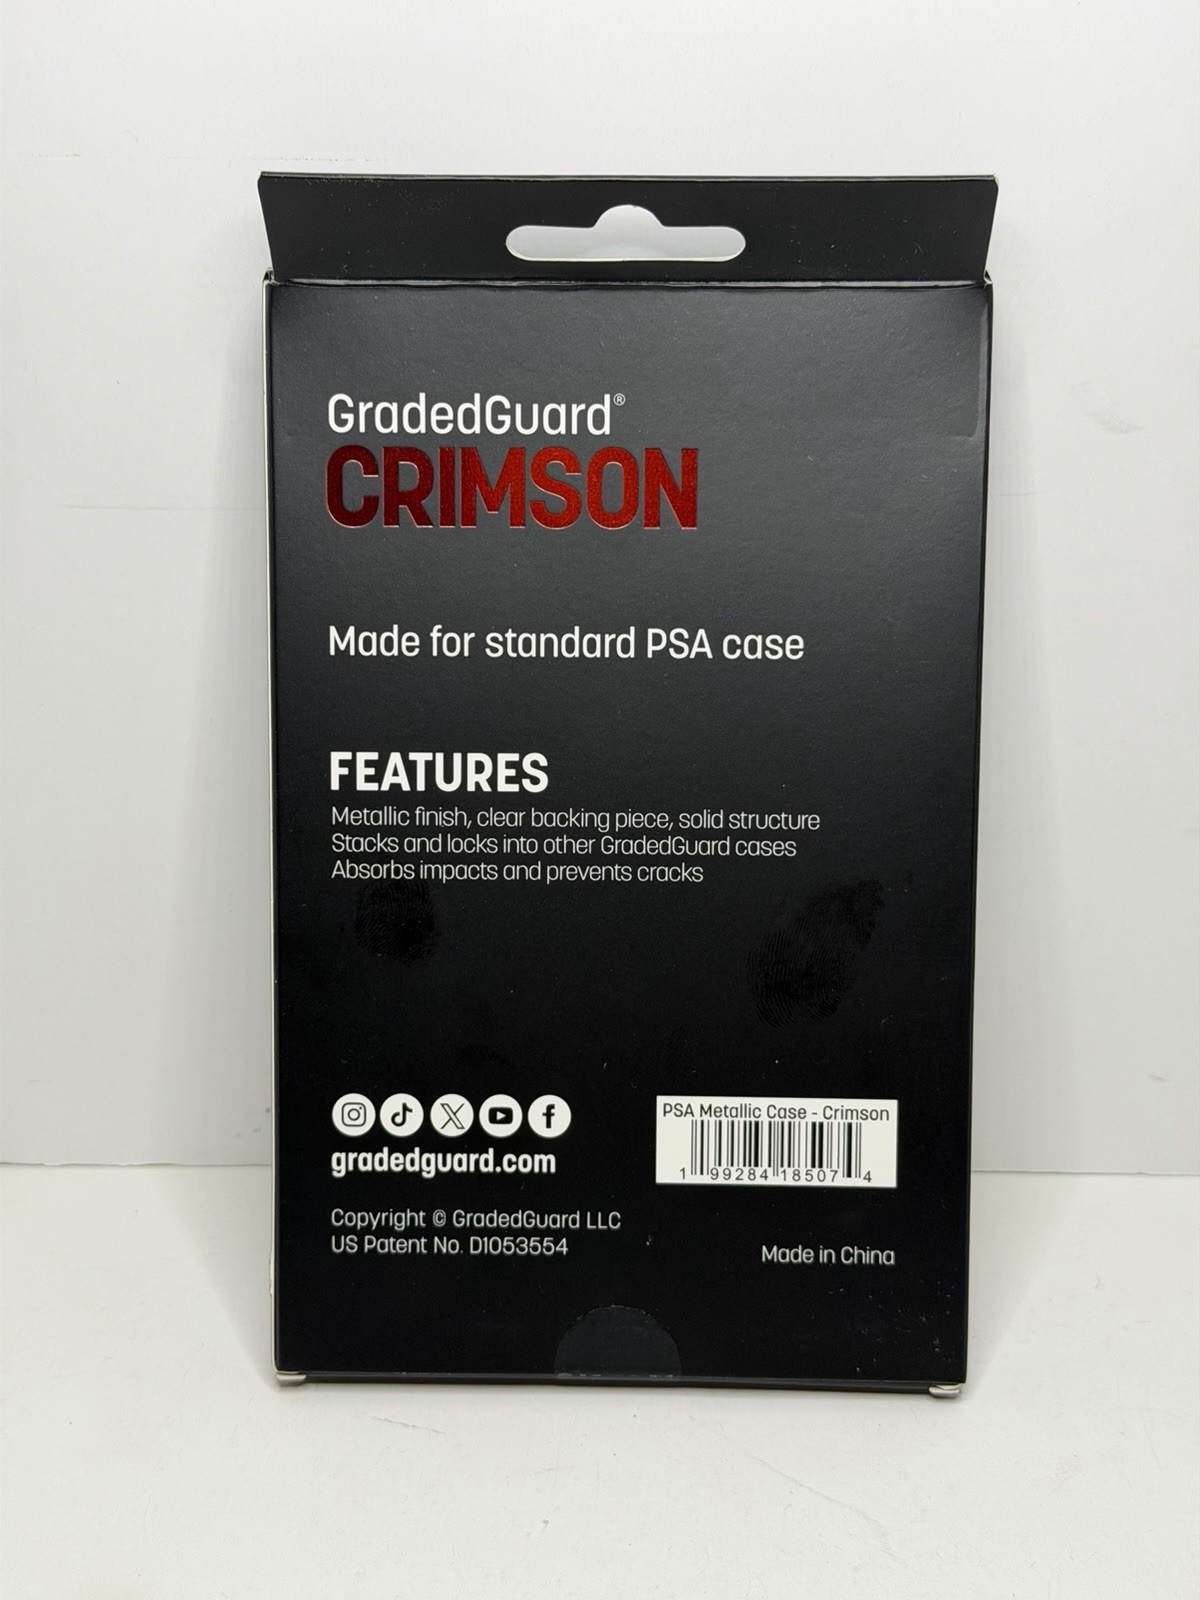 GradedGuard®
CRIMSON
Made for standard PSA case
FEATURES
Metallic finish, clear backing piece, solid structure
Stacks and locks into other GradedGuard cases
Absorbs impacts and prevents cracks
gradedguard.com
PSA Metallic Case - Crimson
1 99284 18507 4
Copyright © GradedGuard LLC
US Patent No. D1053554
Made in China